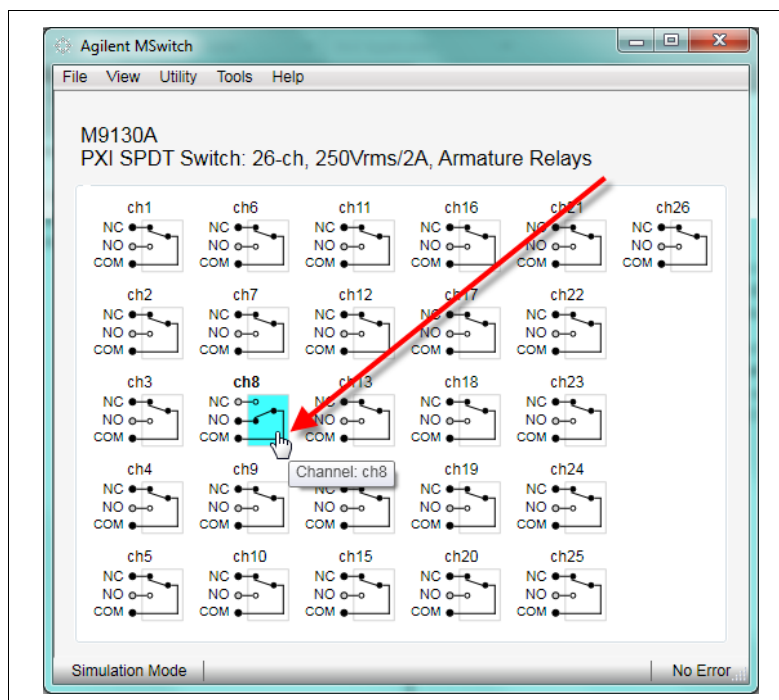 Agilent MSwitch
File View Utility Tools Help
M9130A
PXI SPDT Switch: 26-ch, 250Vrms/2A, Armature Relays
ch1 ch6 ch11 ch16 ch21 ch26
NC NC NC NC NC NC
NO NO NO NO NO NO
COM COM COM COM COM COM
ch2 ch7 ch12 ch17 ch22
NC NC NC NC NC
NO NO NO NO NO
COM COM COM COM COM
ch3 ch8 ch13 ch18 ch23
NC NC NC NC NC
NO NO NO NO NO
COM COM COM COM COM
Channel: ch8
ch4 ch9 ch19 ch24
NC NC NC NC NC
NO NO NO NO NO
COM COM COM COM COM
ch5 ch10 ch15 ch20 ch25
NC NC NC NC NC
NO NO NO NO NO
COM COM COM COM COM
Simulation Mode No Error